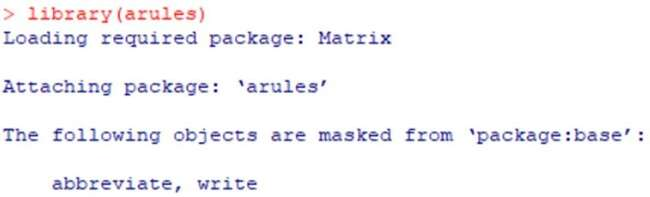 > library(arules)
Loading required package: Matrix
Attaching package: ‘arules’
The following objects are masked from ‘package:base’:
abbreviate, write